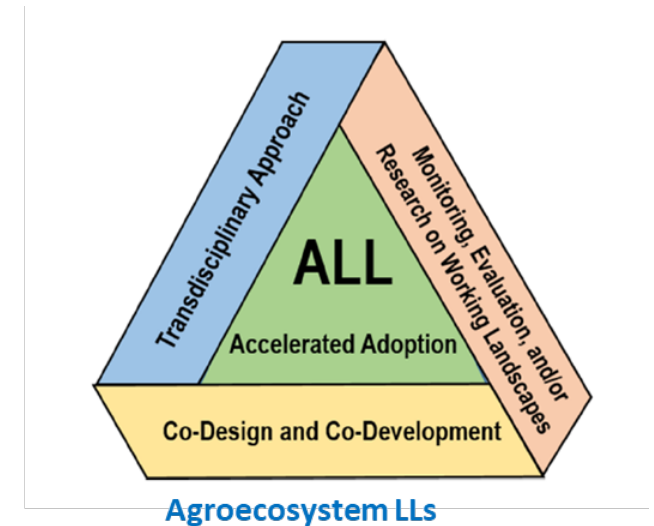 Transdisciplinary Approach
Monitoring, Evaluation, and/or
Research on Working Landscapes
ALL
Accelerated Adoption
Co-Design and Co-Development
Agroecosystem LLs